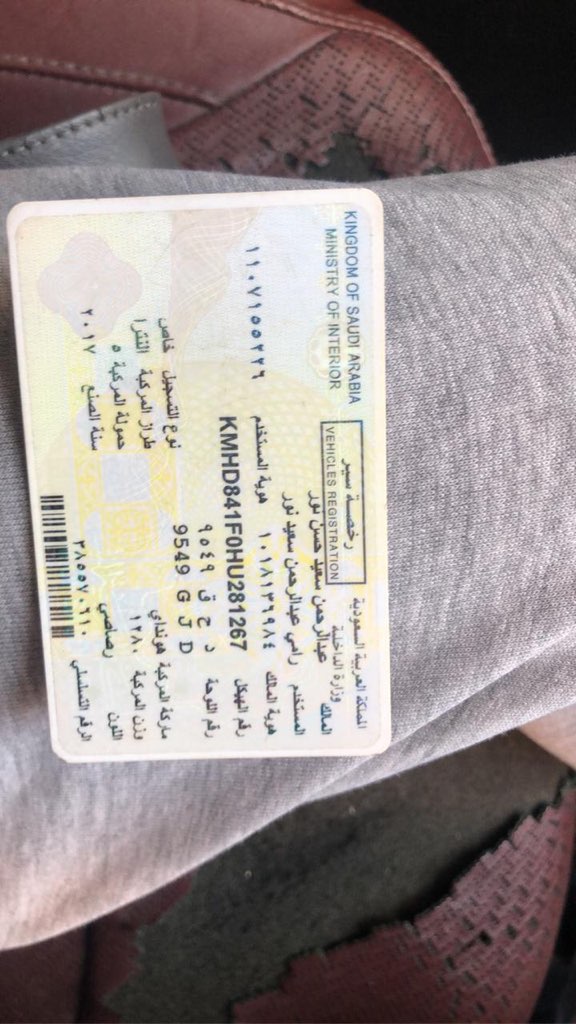 KINGDOM OF SAUDI ARABIA
MINISTRY OF INTERIOR
المملكة العربية السعودية
وزارة الداخلية
رخصة سير
VEHICLES REGISTRATION
المالك عبدالرحمن سعيد حسن نور
المستخدم رامي عبدالرحمن سعيد نور
هوية المالك ١٠١٨١٣٦٩٨٤ هوية المستخدم ١١٠٧١٥٥٢٢٦
رقم الهيكل KMHD841F0HU281267
رقم اللوحة د ح ق ٩٥٤٩
9549 G J D
ماركة المركبة هونداي نوع التسجيل خاص
وزن المركبة ١٢٨٠ طراز المركبة النترا
اللون رصاصي حمولة المركبة ٥
الرقم التسلسلي ٣٨٥٥٧٠٦١٠ سنة الصنع ٢٠١٧